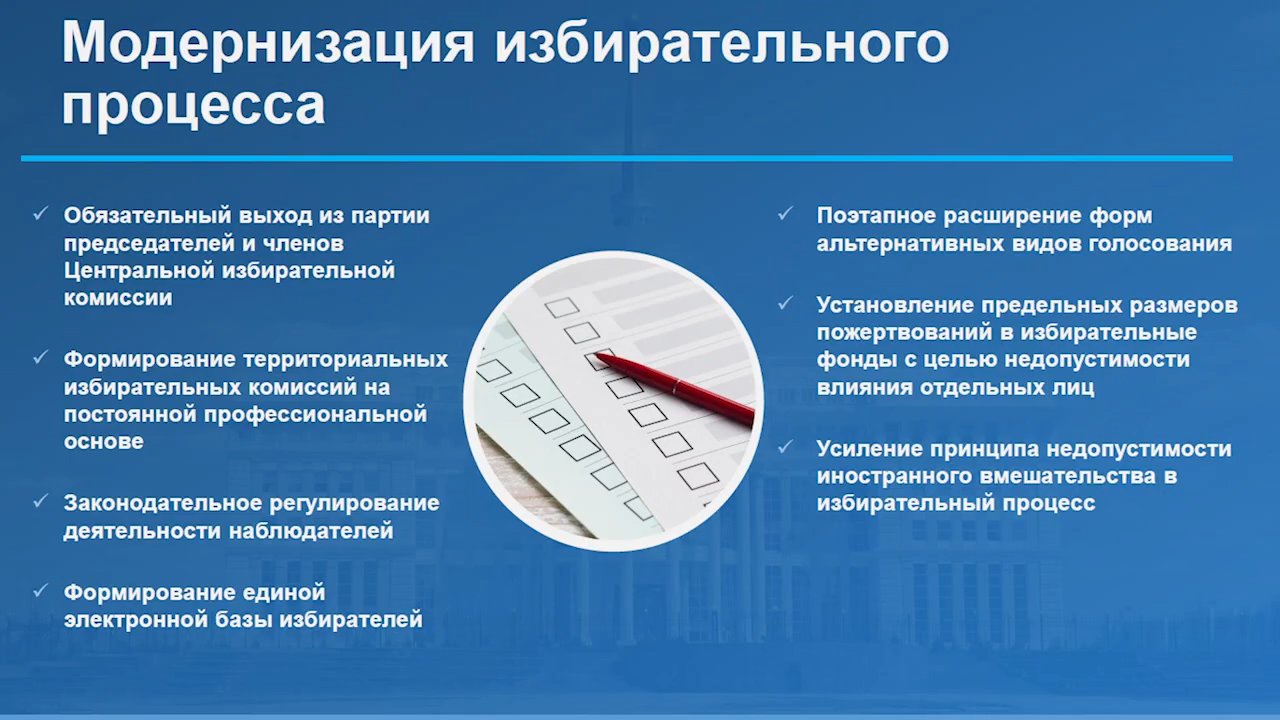 Модернизация избирательного
процесса
Обязательный выход из партии
председателей и членов
Центральной избирательной
комиссии
Формирование территориальных
избирательных комиссий на
постоянной профессиональной
основе
Законодательное регулирование
деятельности наблюдателей
Формирование единой
электронной базы избирателей
Поэтапное расширение форм
альтернативных видов голосования
Установление предельных размеров
пожертвований в избирательные
фонды с целью недопустимости
влияния отдельных лиц
Усиление принципа недопустимости
иностранного вмешательства в
избирательный процесс